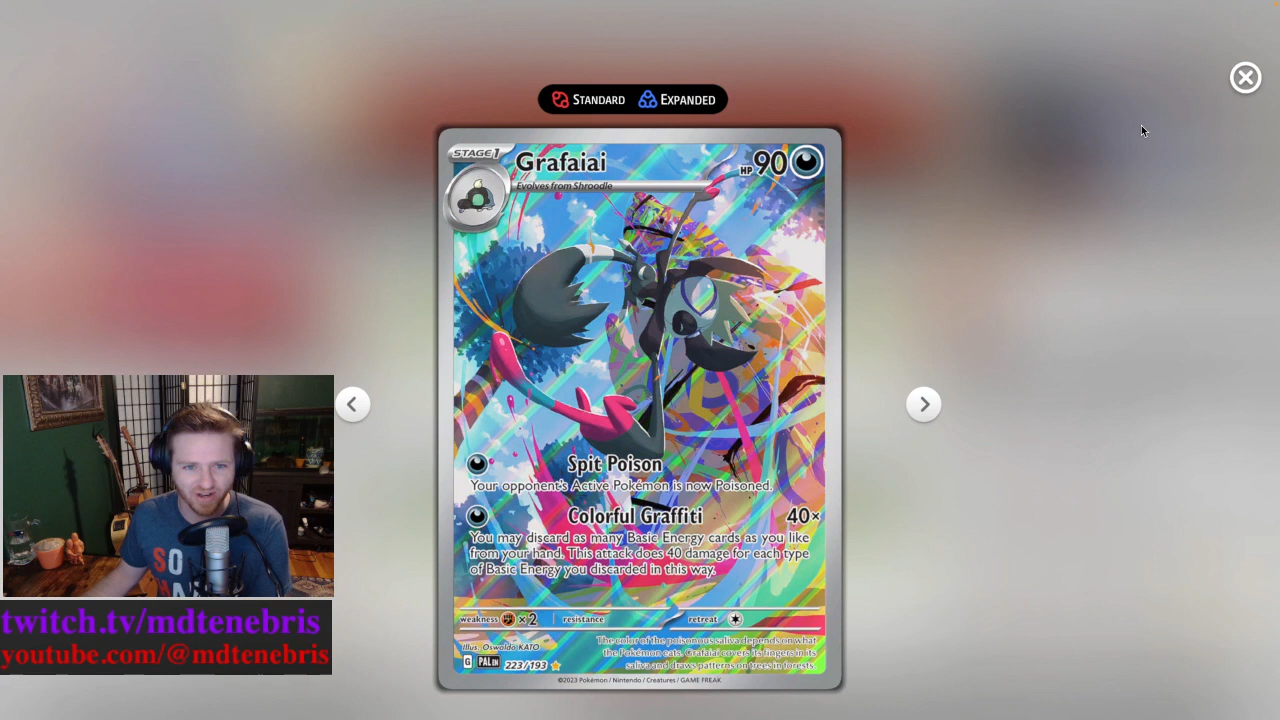 STANDARD EXPANDED
STAGE 1 Grafaiai HP 90
Evolves from Shroodle
Spit Poison
Your opponent's Active Pokémon is now Poisoned.
Colorful Graffiti 40×
You may discard as many Basic Energy cards as you like
from your hand. This attack does 40 damage for each type
of Basic Energy you discarded in this way.
weakness ×2 resistance retreat
Illus. Oswaldo KATO
The color of the poisonous saliva depends on what
the Pokémon eats. Grafaiai covers its fingers in its
saliva and draws patterns on trees in forests.
G PAL EN 223/193
©2023 Pokémon / Nintendo / Creatures / GAME FREAK
SO
twitch.tv/mdtenebris
youtube.com/@mdtenebris